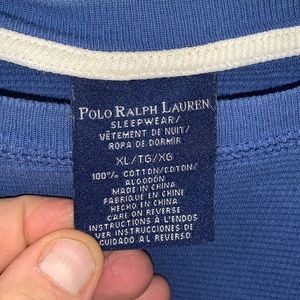 POLO RALPH LAUREN
SLEEPWEAR/
VÊTEMENT DE NUIT/
ROPA DE DORMIR
XL/TG/XG
100% COTTON/COTON/
ALGODÓN
MADE IN CHINA
FABRIQUÉ EN CHINE
HECHO EN CHINA
CARE ON REVERSE
INSTRUCTIONS À L'ENDOS
VER INSTRUCCIONES DE
CUIDADO AL REVERSO